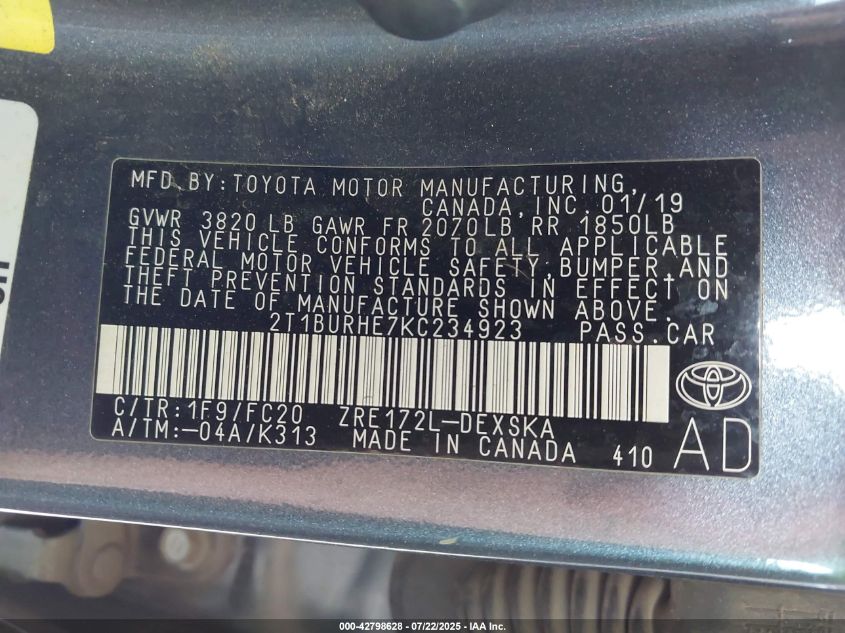 MFD BY:TOYOTA MOTOR MANUFACTURING,
CANADA,INC. 01/19
GVWR 3820 LB GAWR FR 2070LB RR 1850LB
THIS VEHICLE CONFORMS TO ALL APPLICABLE
FEDERAL MOTOR VEHICLE SAFETY,BUMPER,AND
THEFT PREVENTION STANDARDS IN EFFECT ON
THE DATE OF MANUFACTURE SHOWN ABOVE.
2T1BURHE7KC234923 PASS.CAR
C/TR:1F9/FC20 ZRE172L-DEXSKA
A/TM:-04A/K313 MADE IN CANADA 410 AD
000-42798628 - 07/22/2025 - IAA Inc.